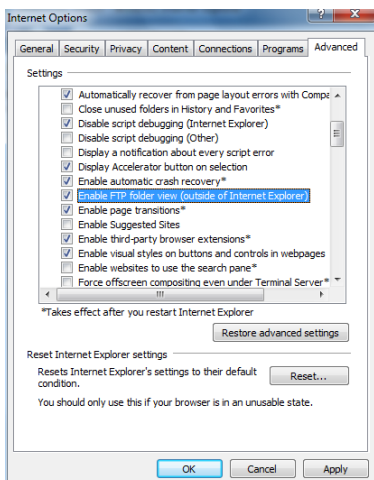 Internet Options
General Security Privacy Content Connections Programs Advanced
Settings
Automatically recover from page layout errors with Compa
Close unused folders in History and Favorites*
Disable script debugging (Internet Explorer)
Disable script debugging (Other)
Display a notification about every script error
Display Accelerator button on selection
Enable automatic crash recovery*
Enable FTP folder view (outside of Internet Explorer)
Enable page transitions*
Enable Suggested Sites
Enable third-party browser extensions*
Enable visual styles on buttons and controls in webpages
Enable websites to use the search pane*
Force offscreen compositing even under Terminal Server*
*Takes effect after you restart Internet Explorer
Restore advanced settings
Reset Internet Explorer settings
Resets Internet Explorer's settings to their default
condition.
Reset...
You should only use this if your browser is in an unusable state.
OK Cancel Apply